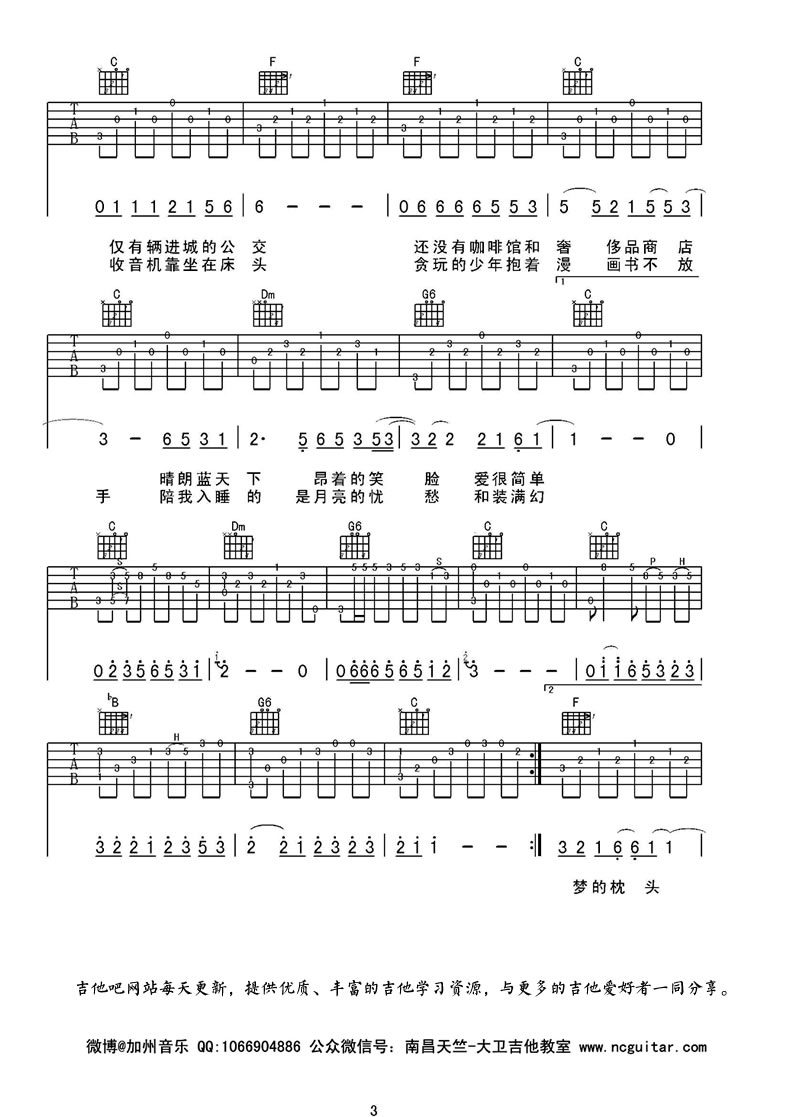 C F F C
0 1 1 1 2 1 5 6 6 - - - 0 6 6 6 6 5 5 3 5 5 2 1 5 5 3
仅有辆进城的公 交 还没有咖啡馆和 奢 侈品商 店
收音机靠坐在床 头 贪玩的少年抱着 漫 画书不 放
1
C Dm G6 C
3 - 6 5 3 1 2· 5 6 5 3 5 5 3 3 2 2 2 1 6 1 1 - - 0
晴朗蓝天 下 昂着的笑 脸 爱很简单
手 陪我入睡 的 是月亮的忧 愁 和装满幻
C Dm G6 C C
0 2 3 5 6 5 3 1 2 - - 0 0 6 6 6 5 6 5 1 2 3 - - - 0 1 1 6 5 3 2 3
2
♭B G6 C F
3 2 2 1 2 3 5 3 2 2 1 2 3 2 3 2 1 1 - - 3 2 1 6 6 1 1
梦的枕 头
吉他吧网站每天更新，提供优质、丰富的吉他学习资源，与更多的吉他爱好者一同分享。
微博@加州音乐 QQ:1066904886 公众微信号：南昌天竺-大卫吉他教室 www.ncguitar.com
3